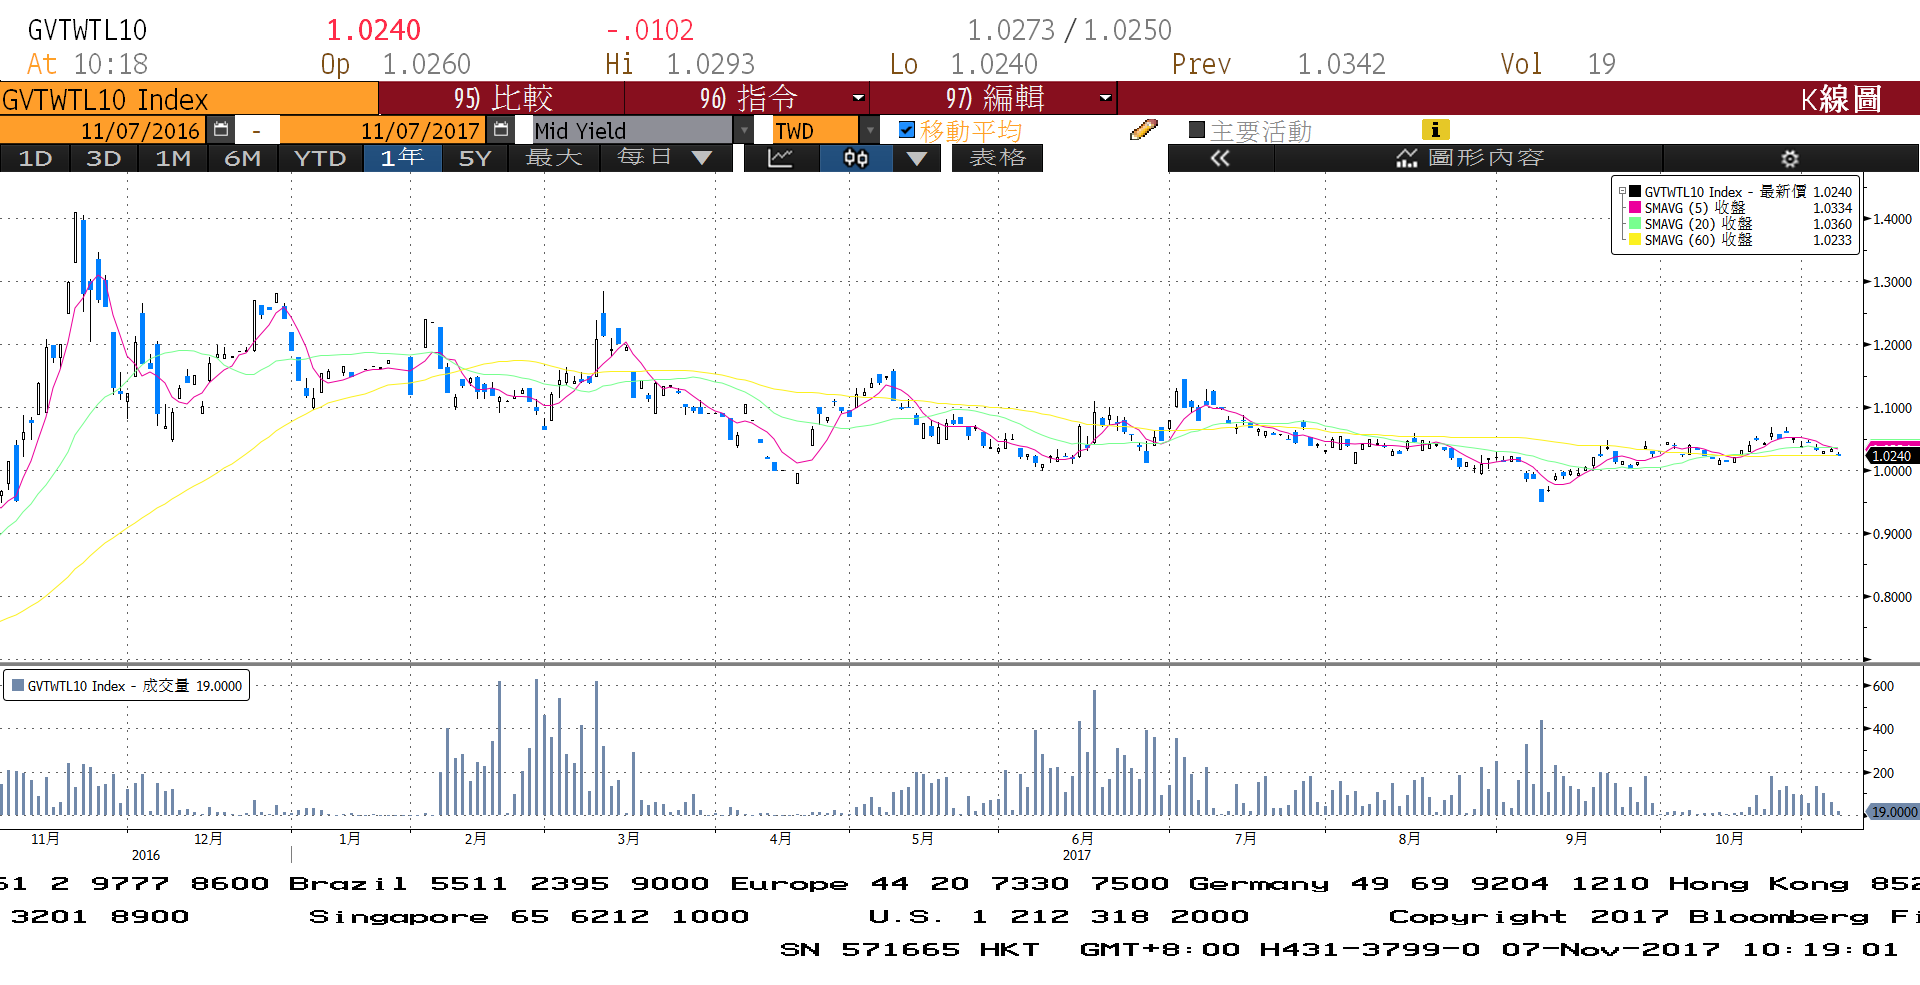 GVTWTL10 1.0240 -.0102 1.0273 / 1.0250
At 10:18 Op 1.0260 Hi 1.0293 Lo 1.0240 Prev 1.0342 Vol 19
GVTWTL10 Index 95) 比較 96) 指令 97) 編輯 K線圖
11/07/2016 - 11/07/2017 Mid Yield TWD 移動平均 主要活動 i
1D 3D 1M 6M YTD 1年 5Y 最大 每日 表格 « 圖形內容
GVTWTL10 Index - 最新價 1.0240
SMAVG (5) 收盤 1.0334
SMAVG (20) 收盤 1.0360
SMAVG (60) 收盤 1.0233
1.4000
1.3000
1.2000
1.1000
1.0240
1.0000
0.9000
0.8000
GVTWTL10 Index - 成交量 19.0000
600
400
200
19.0000
11月 12月 1月 2月 3月 4月 5月 6月 7月 8月 9月 10月
2016 2017
61 2 9777 8600 Brazil 5511 2395 9000 Europe 44 20 7330 7500 Germany 49 69 9204 1210 Hong Kong 852
3201 8900 Singapore 65 6212 1000 U.S. 1 212 318 2000 Copyright 2017 Bloomberg Fi
SN 571665 HKT GMT+8:00 H431-3799-0 07-Nov-2017 10:19:01